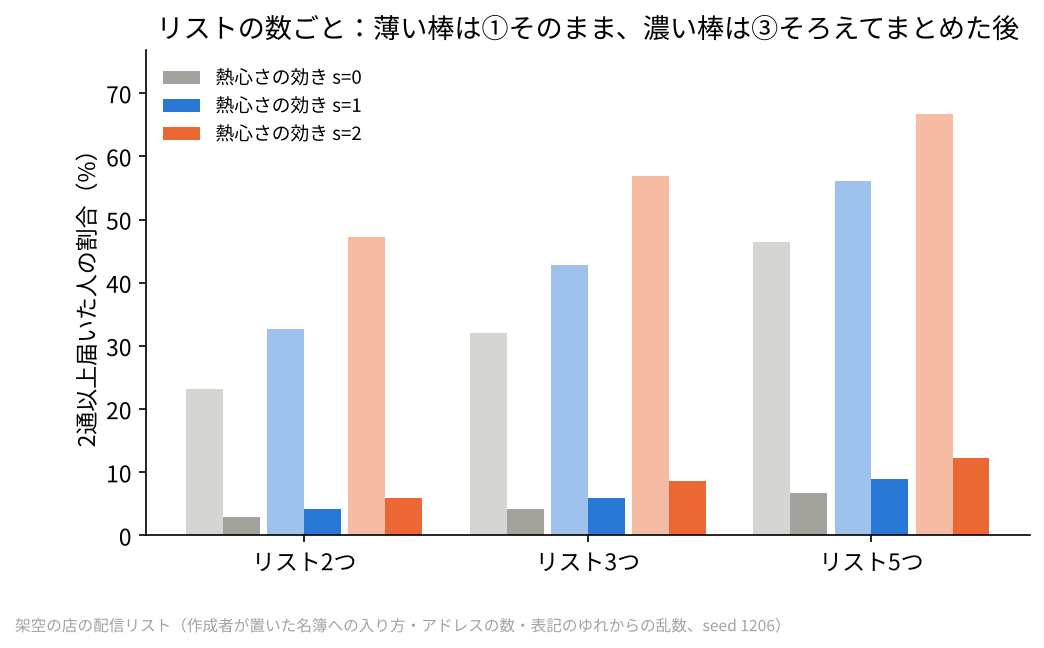 リストの数ごと：薄い棒は①そのまま、濃い棒は③そろえてまとめた後
熱心さの効き s=0
熱心さの効き s=1
熱心さの効き s=2
2通以上届いた人の割合（%）
70
60
50
40
30
20
10
0
リスト2つ
リスト3つ
リスト5つ
架空の店の配信リスト（作成者が置いた名簿への入り方・アドレスの数・表記のゆれからの乱数、seed 1206）